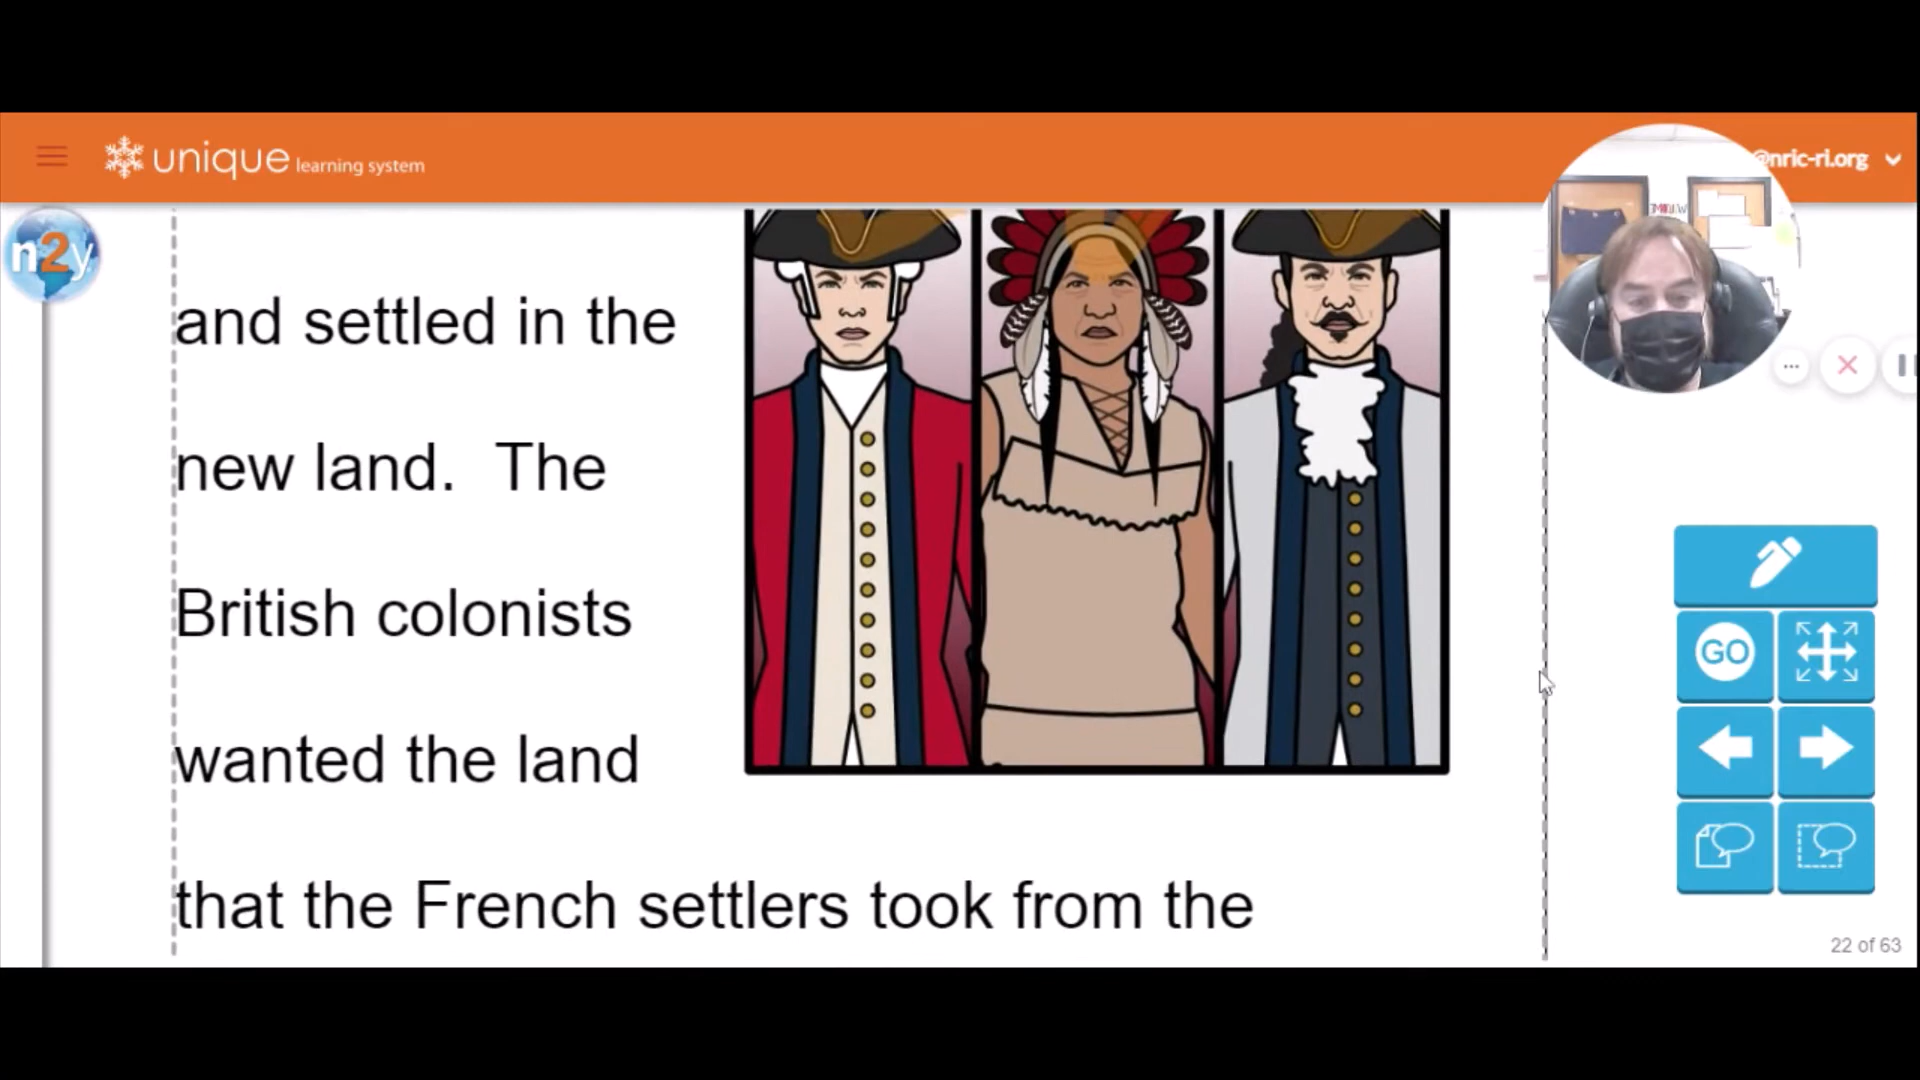 unique learning system
@nric-ri.org
n2y
and settled in the
new land. The
British colonists
wanted the land
that the French settlers took from the
GO
22 of 63